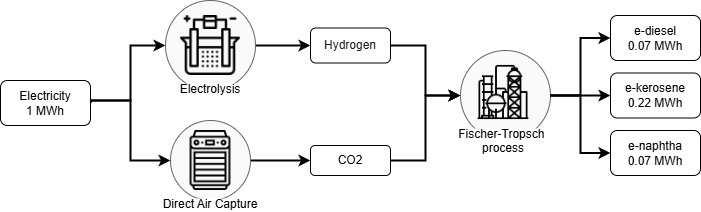 Electricity
1 MWh
Electrolysis
Direct Air Capture
Hydrogen
CO2
Fischer-Tropsch
process
e-diesel
0.07 MWh
e-kerosene
0.22 MWh
e-naphtha
0.07 MWh